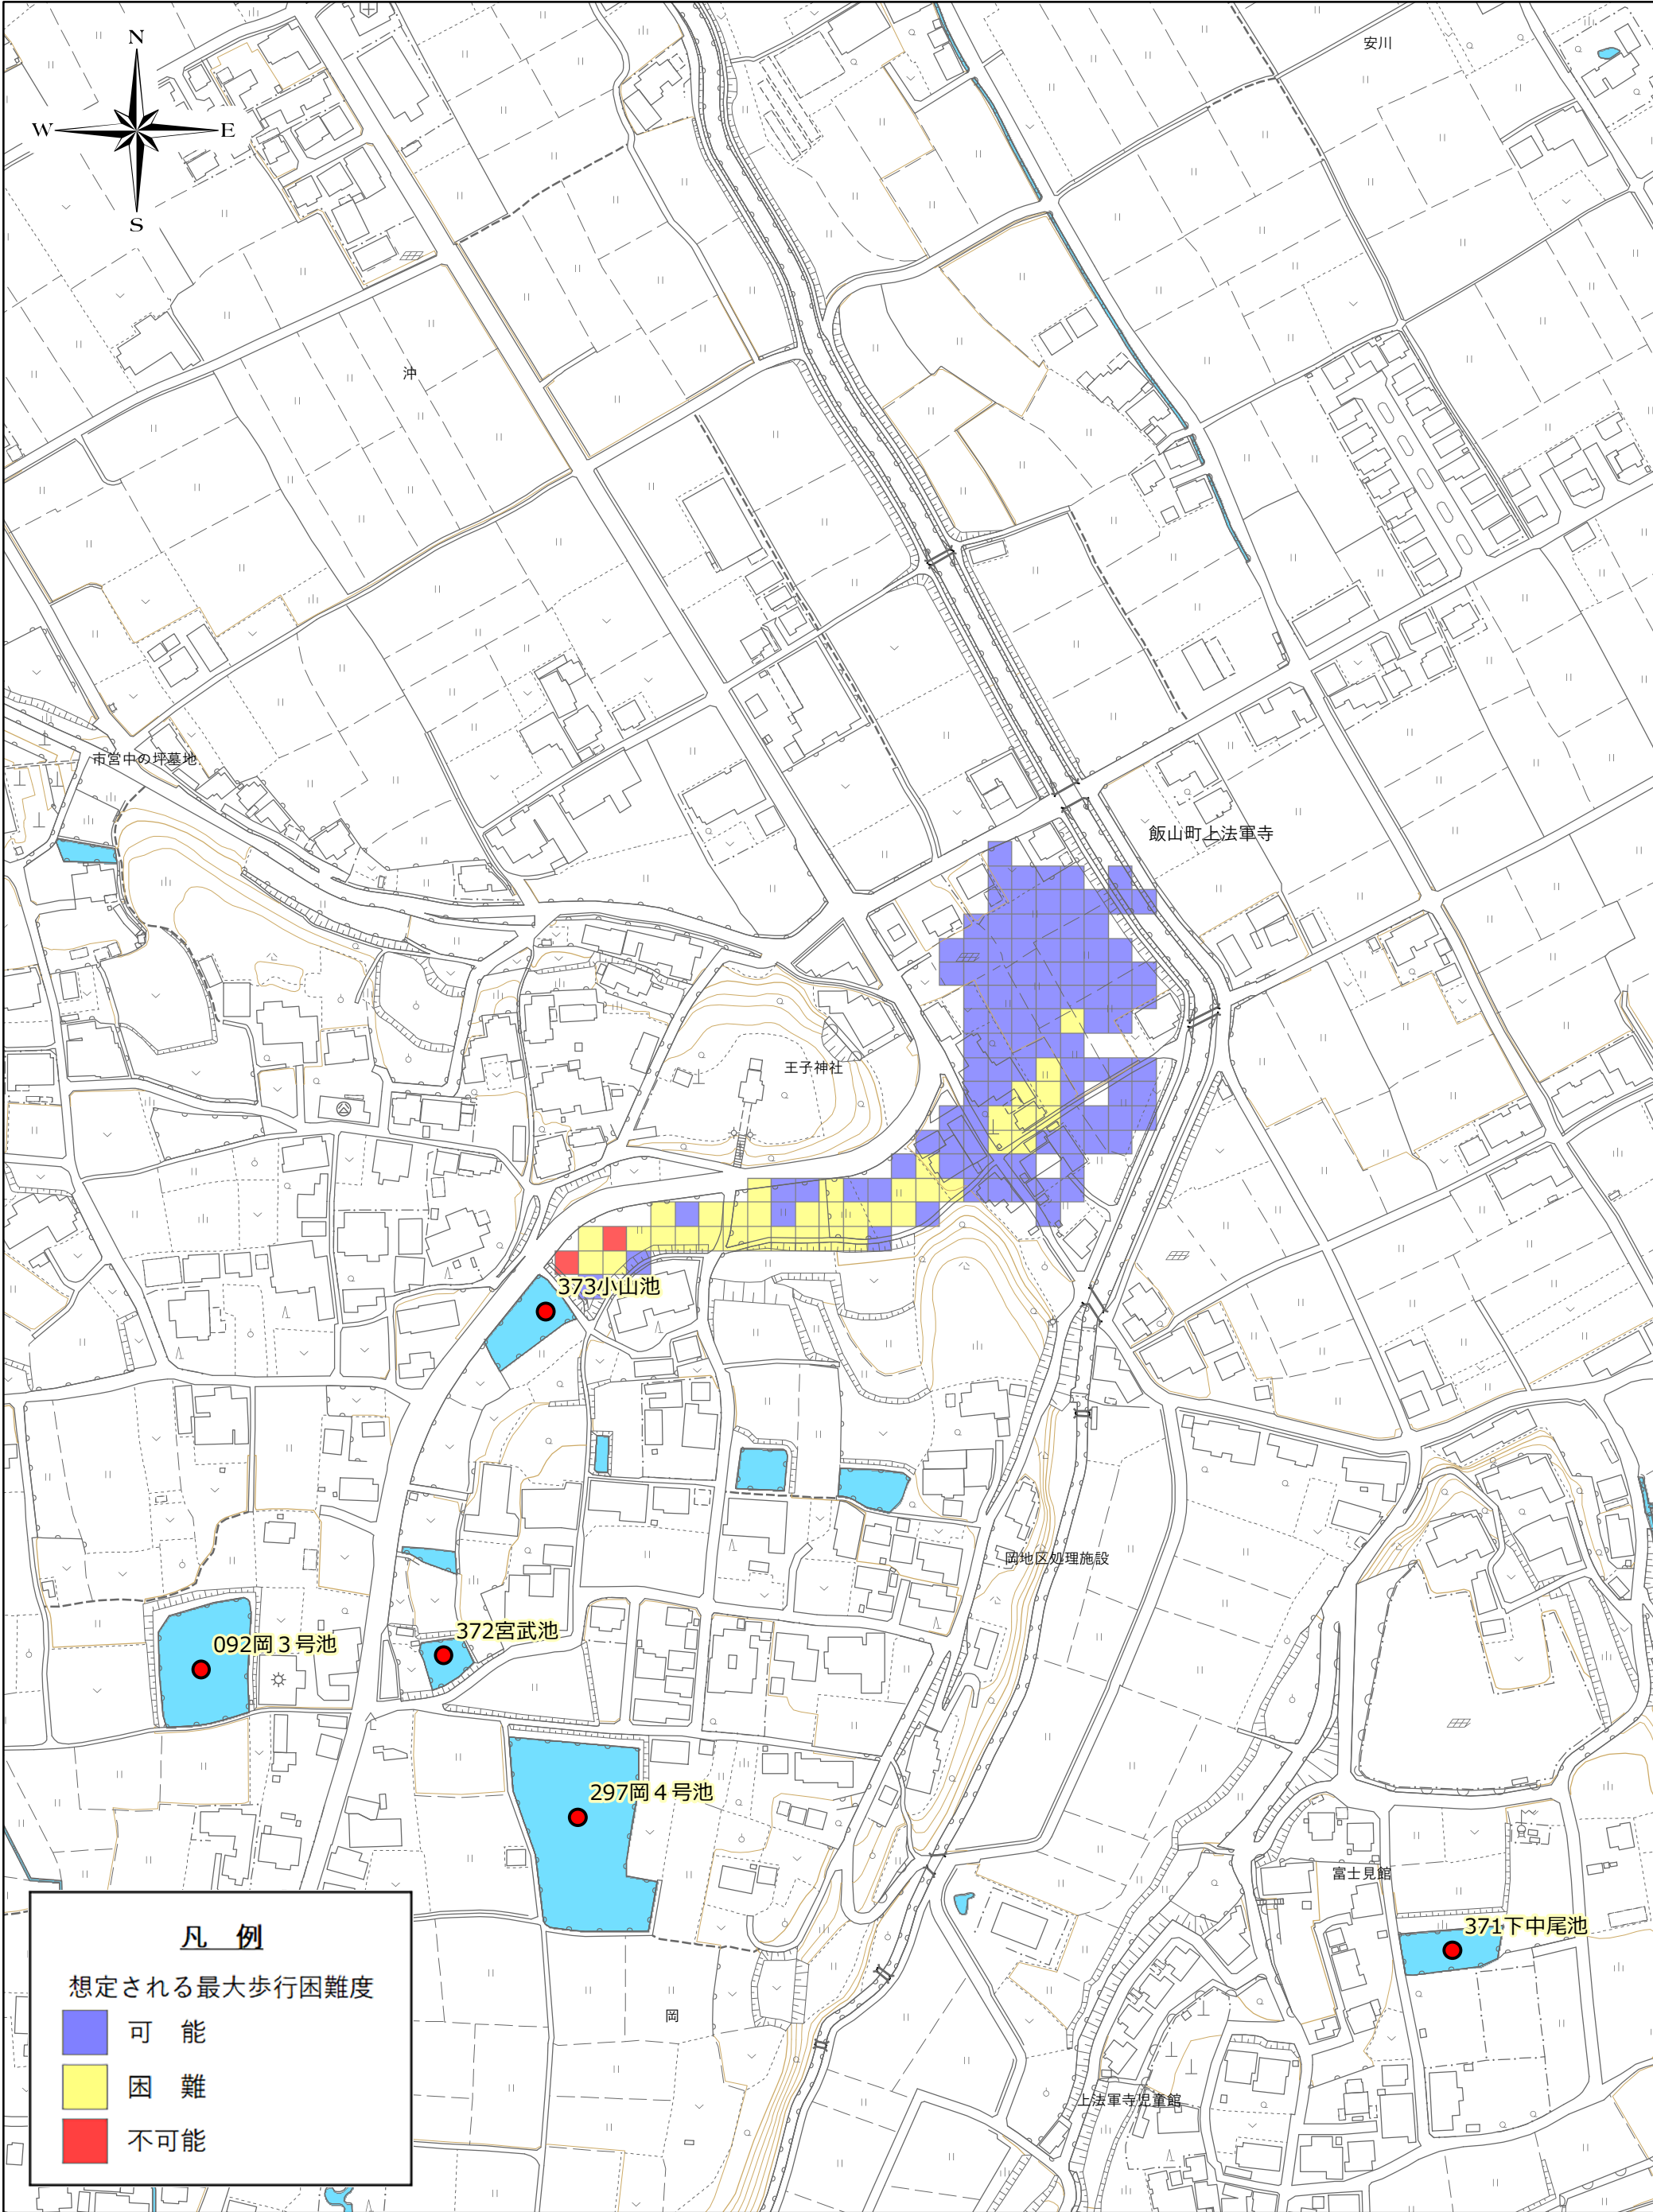 安川
N
W
E
S
沖
市営中の坪墓地
飯山町上法軍寺
王子神社
373小山池
岡地区処理施設
372宮武池
092岡３号池
297岡４号池
富士見館
371下中尾池
凡　例
想定される最大歩行困難度
可　能
困　難
不可能
岡
上法軍寺児童館